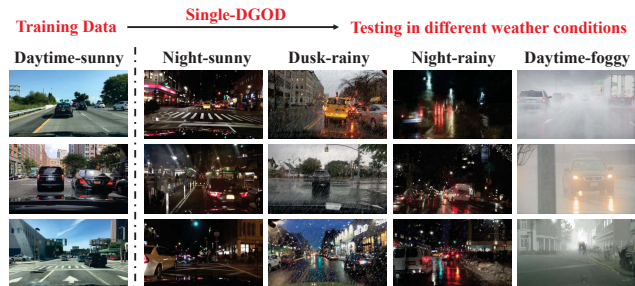 Training Data
Single-DGOD
Testing in different weather conditions
Daytime-sunny
Night-sunny
Dusk-rainy
Night-rainy
Daytime-foggy